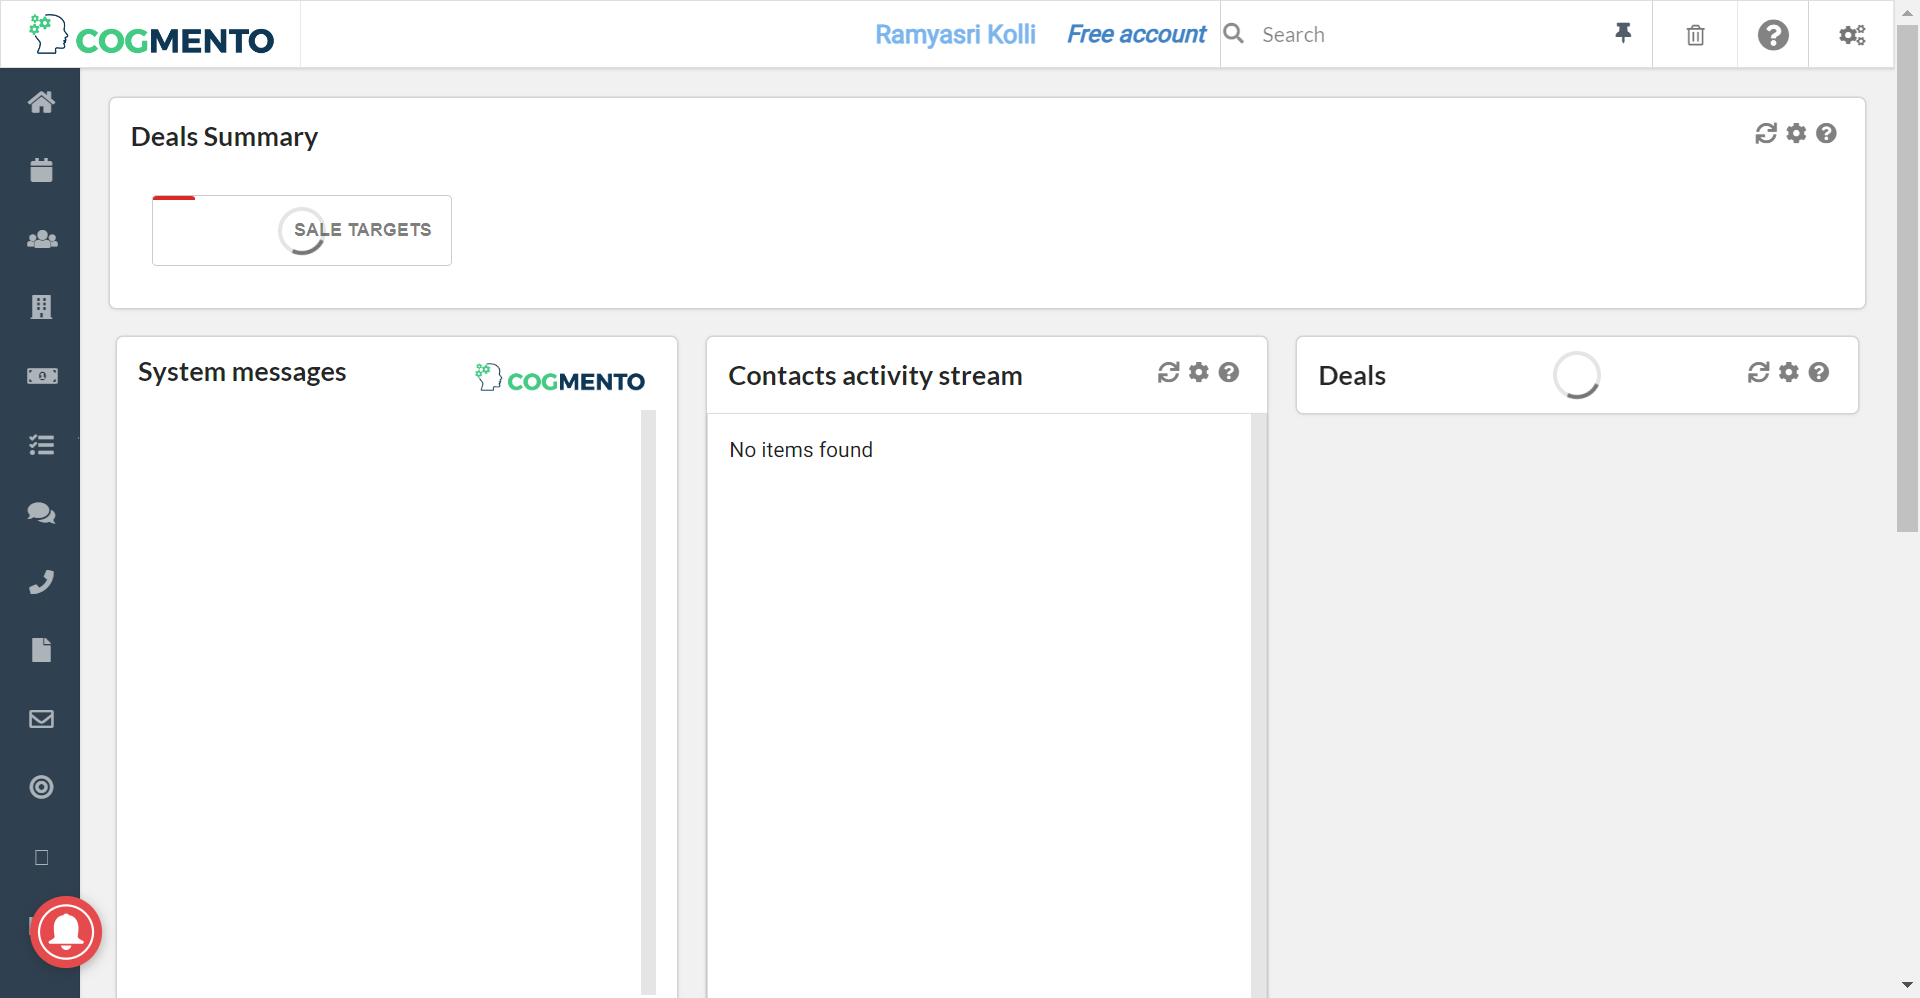 COGMENTO
Ramyasri Kolli
Free account
Search
Deals Summary
SALE TARGETS
System messages
COGMENTO
Contacts activity stream
No items found
Deals